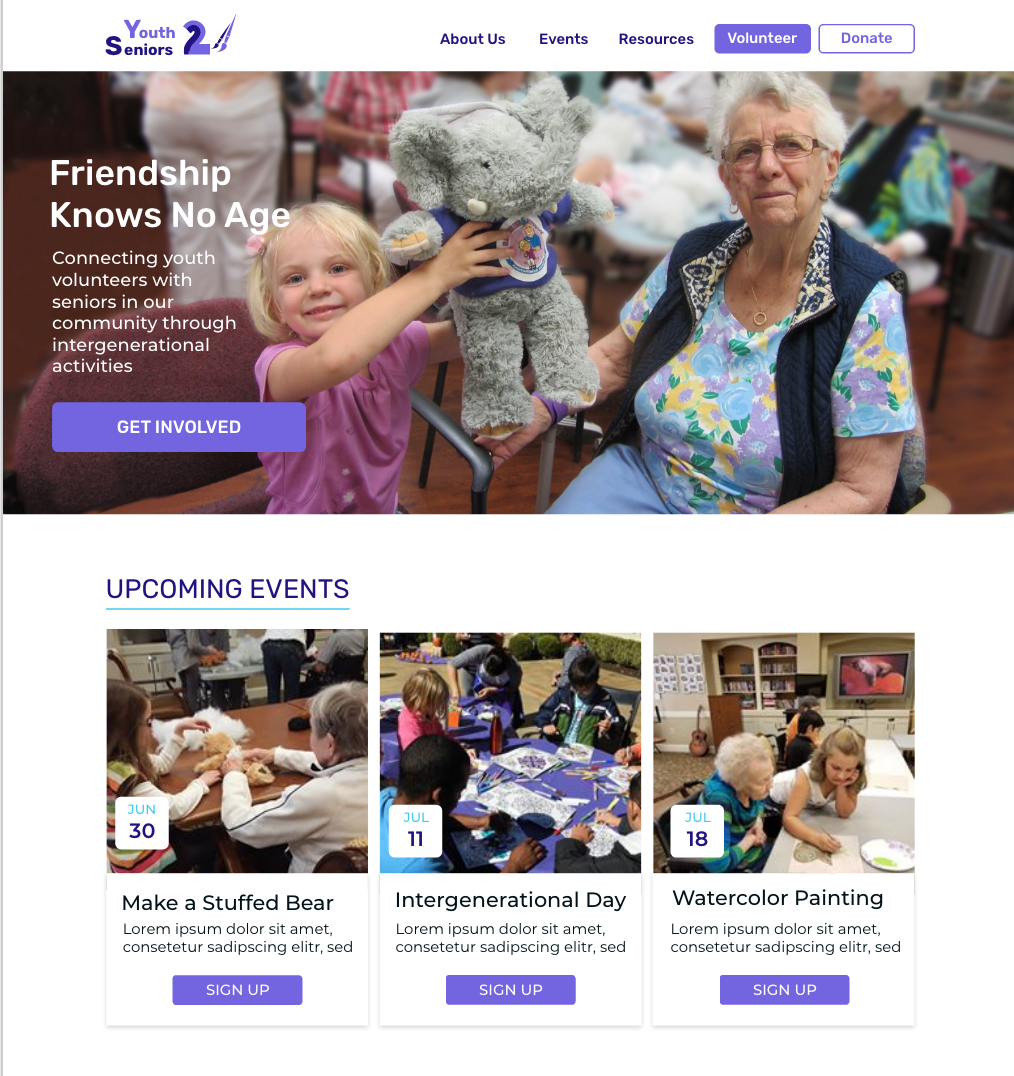 Youth
Seniors 2
About Us Events Resources Volunteer Donate
Friendship
Knows No Age
Connecting youth
volunteers with
seniors in our
community through
intergenerational
activities
GET INVOLVED
UPCOMING EVENTS
JUN
30
JUL
11
JUL
18
Make a Stuffed Bear
Lorem ipsum dolor sit amet,
consetetur sadipscing elitr, sed
SIGN UP
Intergenerational Day
Lorem ipsum dolor sit amet,
consetetur sadipscing elitr, sed
SIGN UP
Watercolor Painting
Lorem ipsum dolor sit amet,
consetetur sadipscing elitr, sed
SIGN UP